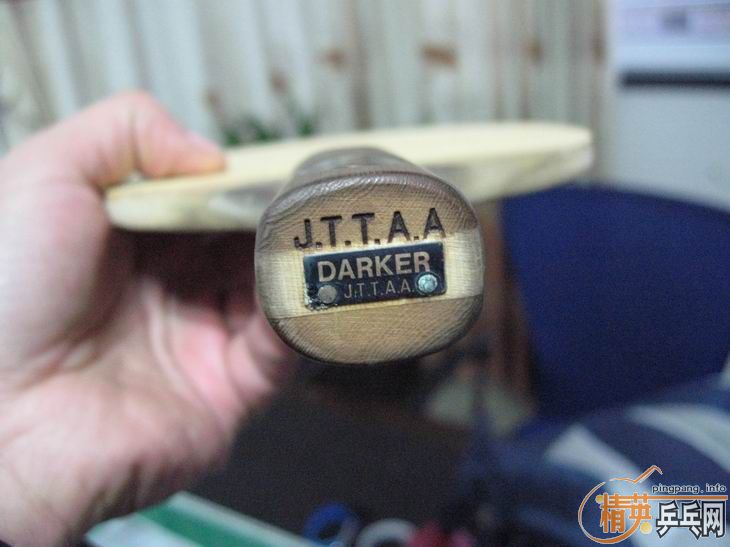 J.T.T.A.A
DARKER
J.T.T.A.A.
pingpang.info
精英乒乓网